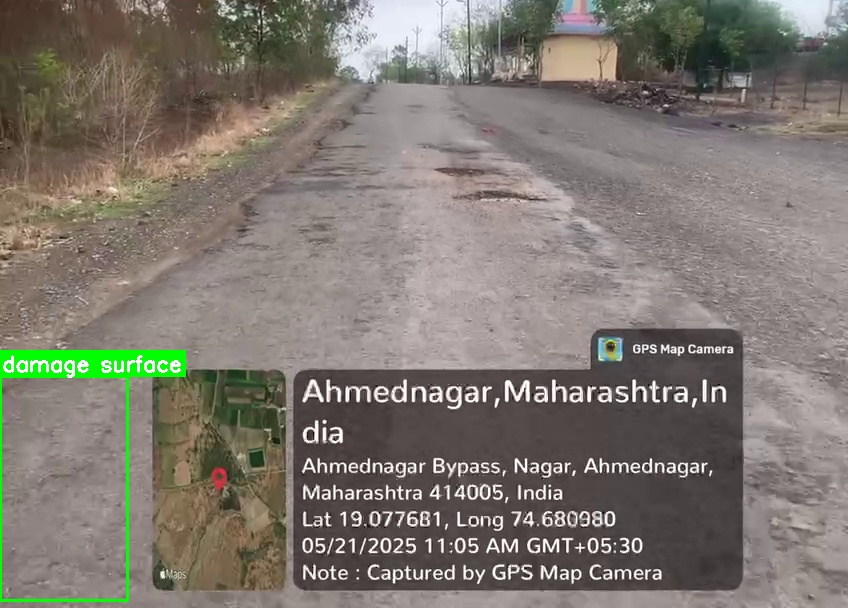 damage surface
GPS Map Camera
Ahmednagar,Maharashtra,In
dia
Ahmednagar Bypass, Nagar, Ahmednagar,
Maharashtra 414005, India
Lat 19.077681, Long 74.680980
05/21/2025 11:05 AM GMT+05:30
Note : Captured by GPS Map Camera
Maps